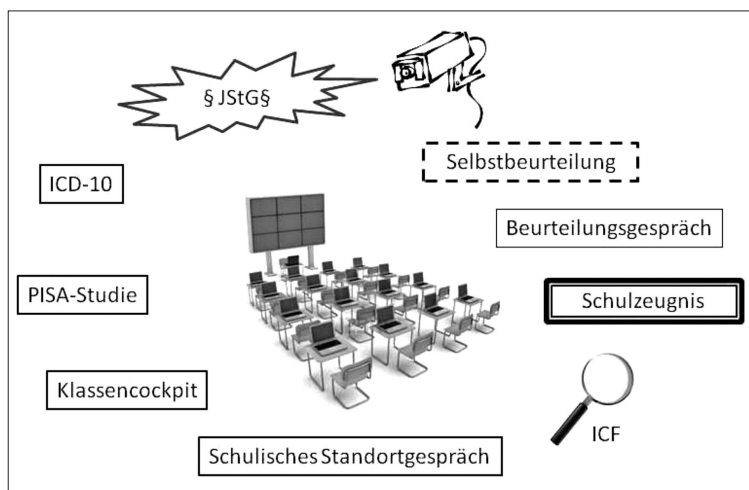 § JStG§
Selbstbeurteilung
ICD-10
Beurteilungsgespräch
PISA-Studie
Schulzeugnis
Klassencockpit
ICF
Schulisches Standortgespräch